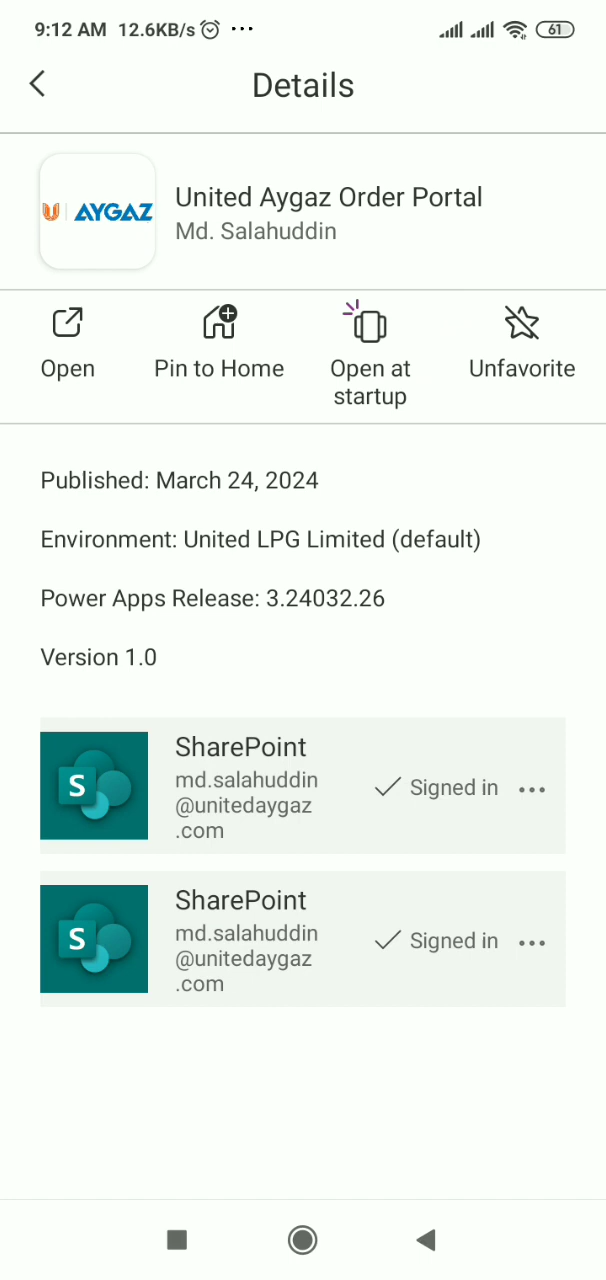 9:12 AM 12.6KB/s ... 61
Details
U | AYGAZ
United Aygaz Order Portal
Md. Salahuddin
Open
Pin to Home
Open at
startup
Unfavorite
Published: March 24, 2024
Environment: United LPG Limited (default)
Power Apps Release: 3.24032.26
Version 1.0
S
SharePoint
md.salahuddin
@unitedaygaz
.com
Signed in ...
S
SharePoint
md.salahuddin
@unitedaygaz
.com
Signed in ...